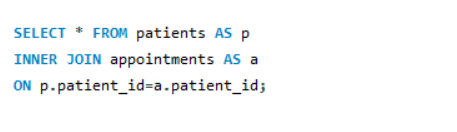 SELECT * FROM patients AS p
INNER JOIN appointments AS a
ON p.patient_id=a.patient_id;